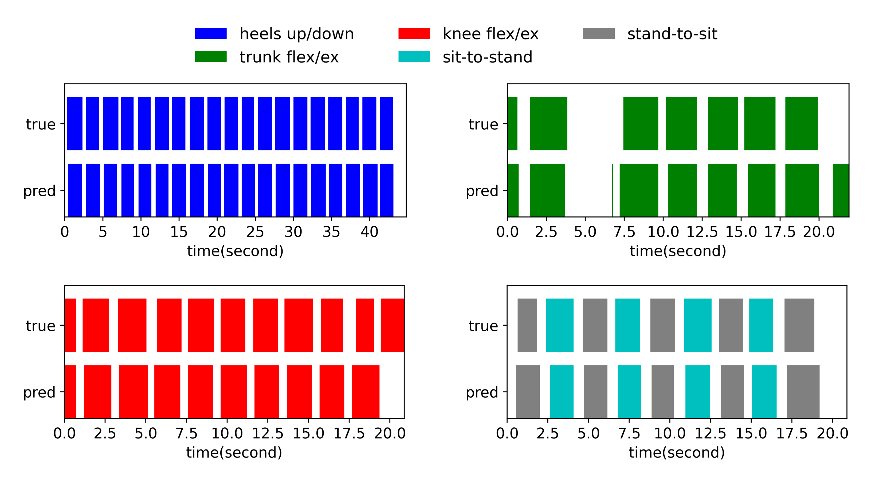 heels up/down knee flex/ex stand-to-sit
trunk flex/ex sit-to-stand
true
pred
0 5 10 15 20 25 30 35 40
time(second)
true
pred
0.0 2.5 5.0 7.5 10.0 12.5 15.0 17.5 20.0
time(second)
true
pred
0.0 2.5 5.0 7.5 10.0 12.5 15.0 17.5 20.0
time(second)
true
pred
0.0 2.5 5.0 7.5 10.0 12.5 15.0 17.5 20.0
time(second)